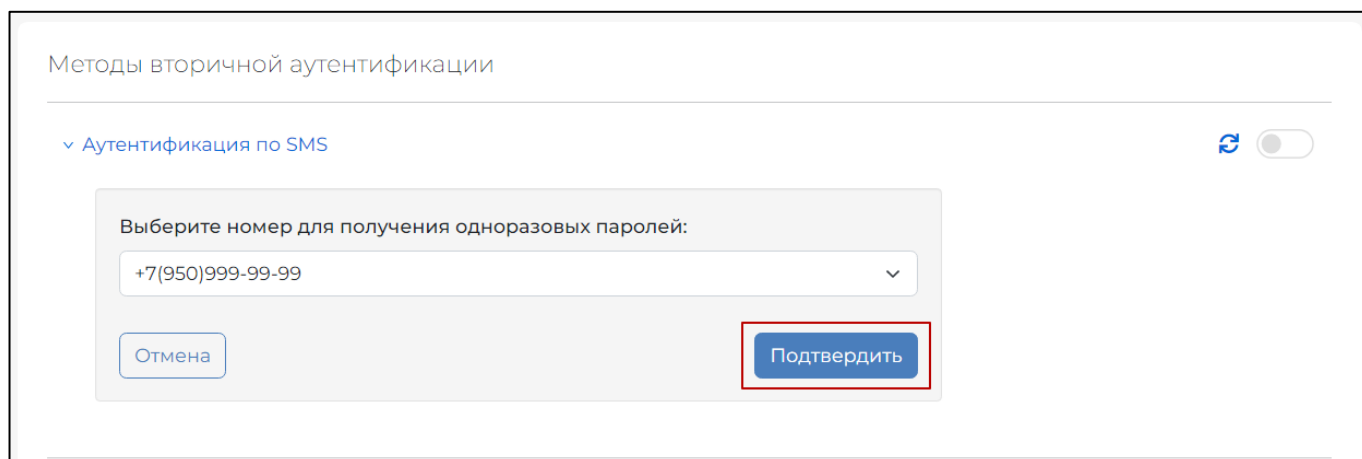 Методы вторичной аутентификации
Аутентификация по SMS
Выберите номер для получения одноразовых паролей:
+7(950)999-99-99
Отмена
Подтвердить